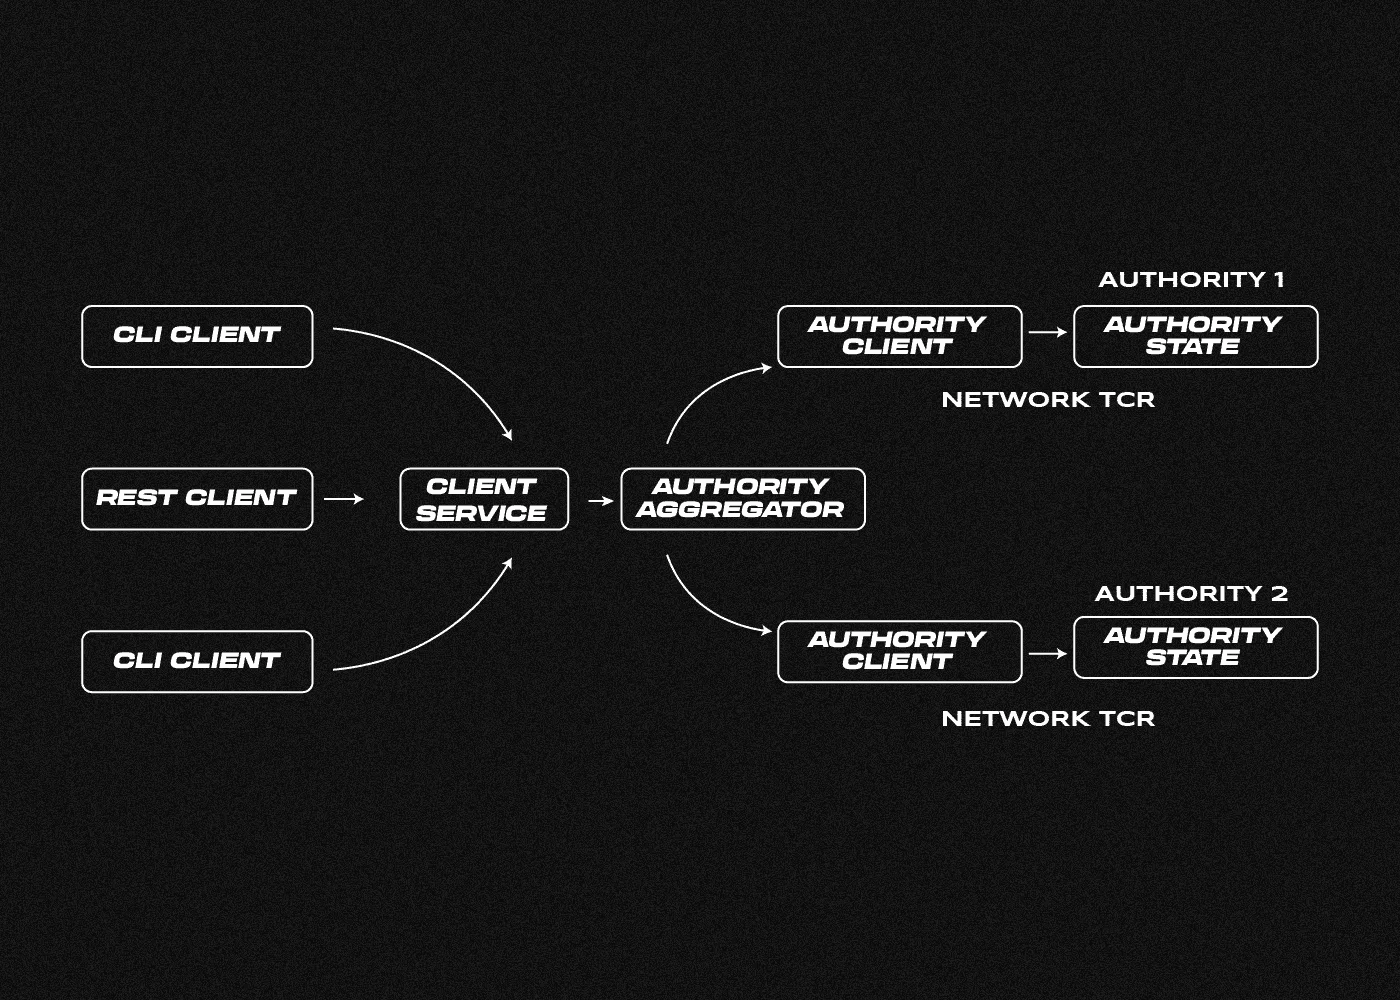 AUTHORITY 1
CLI CLIENT
AUTHORITY
CLIENT
AUTHORITY
STATE
NETWORK TCR
REST CLIENT
CLIENT
SERVICE
AUTHORITY
AGGREGATOR
AUTHORITY 2
CLI CLIENT
AUTHORITY
CLIENT
AUTHORITY
STATE
NETWORK TCR